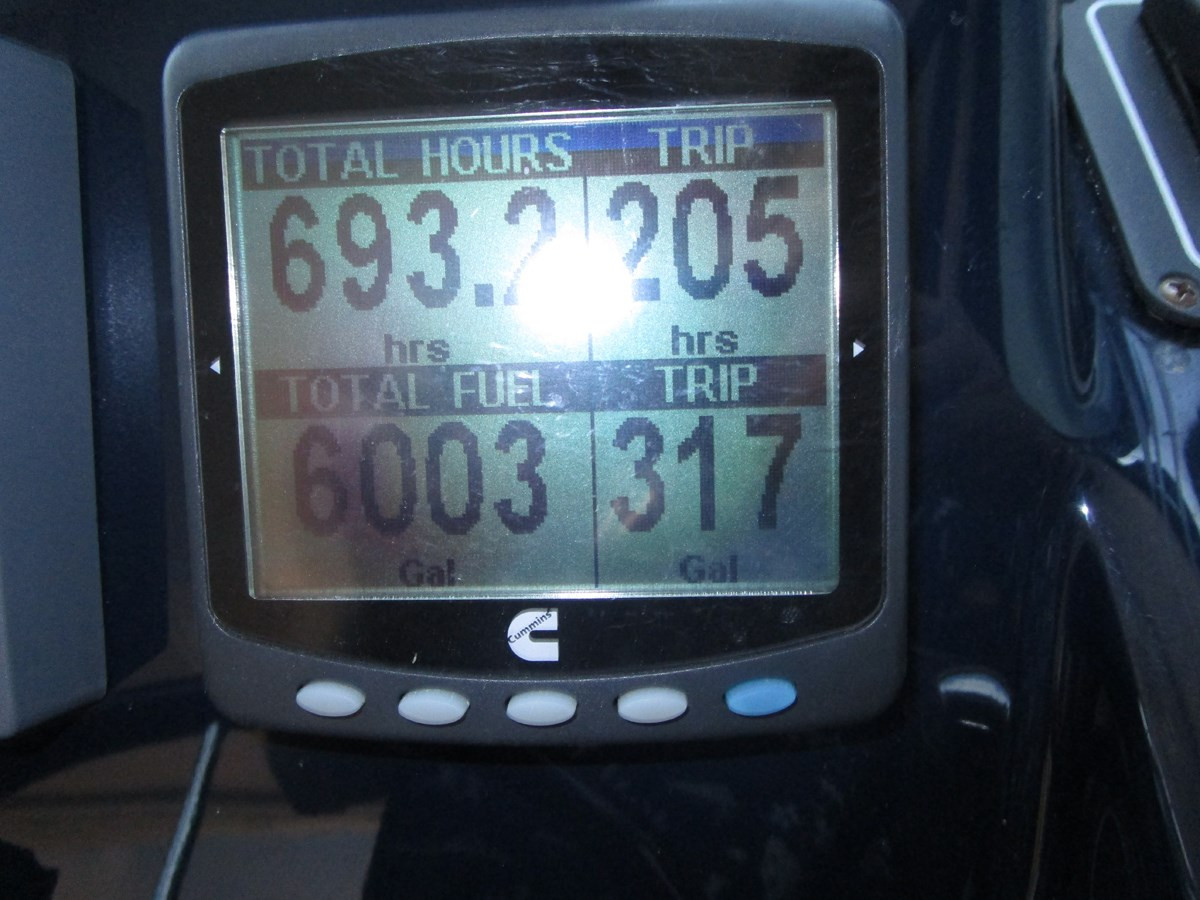 TOTAL HOURS TRIP
693.2 205
hrs hrs
TOTAL FUEL TRIP
6003 317
Gal Gal
Cummins